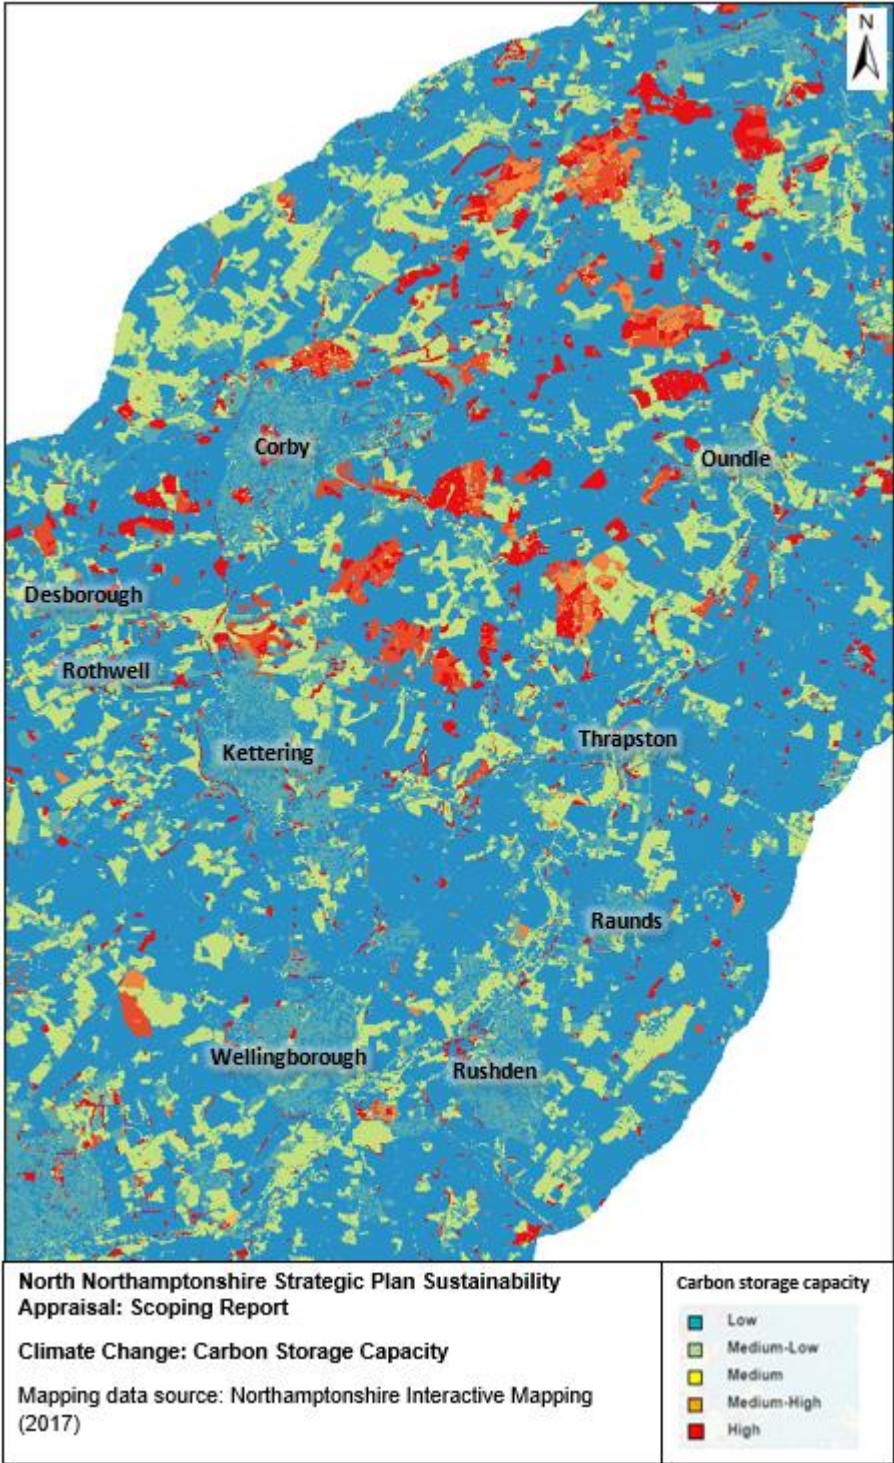 N
Corby
Oundle
Desborough
Rothwell
Kettering
Thrapston
Raunds
Wellingborough
Rushden
North Northamptonshire Strategic Plan Sustainability
Appraisal: Scoping Report
Climate Change: Carbon Storage Capacity
Mapping data source: Northamptonshire Interactive Mapping
(2017)
Carbon storage capacity
Low
Medium-Low
Medium
Medium-High
High